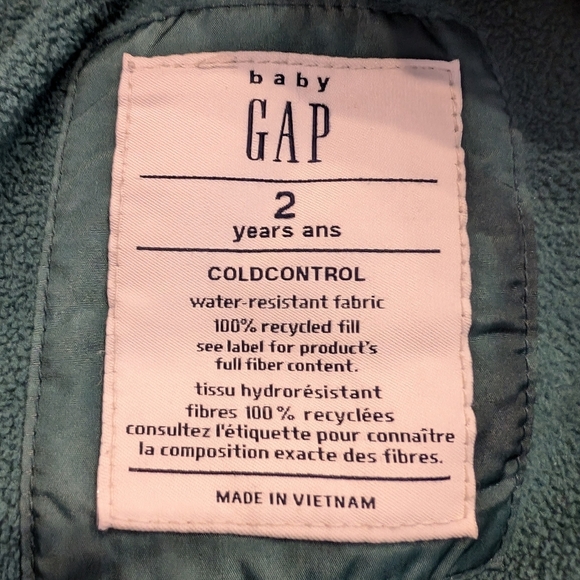 baby
GAP
2
years ans
COLDCONTROL
water-resistant fabric
100% recycled fill
see label for product's
full fiber content.
tissu hydrorésistant
fibres 100 % recyclées
consultez l'étiquette pour connaître
la composition exacte des fibres.
MADE IN VIETNAM